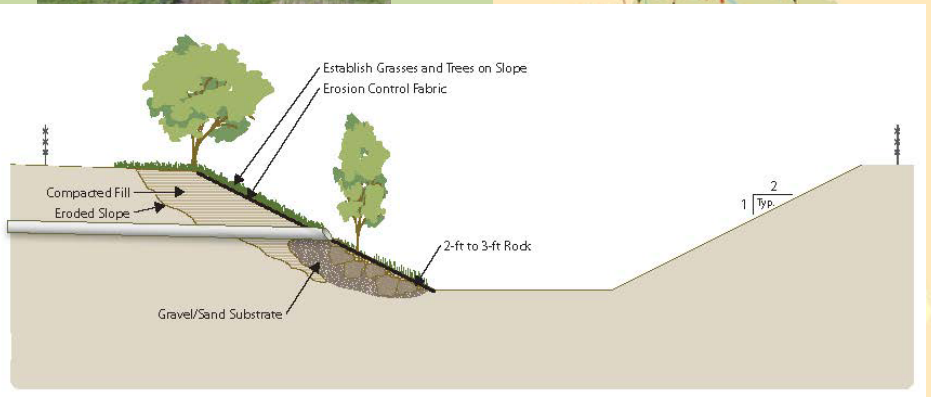 Establish Grasses and Trees on Slope
Erosion Control Fabric
Compacted Fill
Eroded Slope
2
1 Typ.
2-ft to 3-ft Rock
Gravel/Sand Substrate